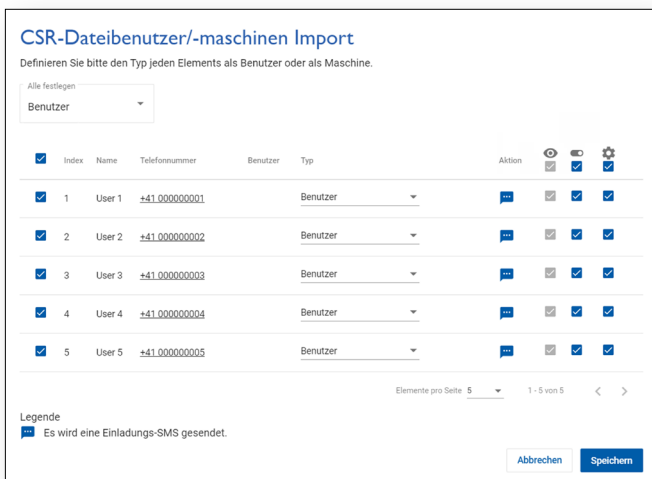 CSR-Dateibenutzer/-maschinen Import
Definieren Sie bitte den Typ jeden Elements als Benutzer oder als Maschine.
Alle festlegen
Benutzer
Index Name Telefonnummer Benutzer Typ Aktion
1 User 1 +41 000000001 Benutzer
2 User 2 +41 000000002 Benutzer
3 User 3 +41 000000003 Benutzer
4 User 4 +41 000000004 Benutzer
5 User 5 +41 000000005 Benutzer
Elemente pro Seite 5 1 - 5 von 5
Legende
Es wird eine Einladungs-SMS gesendet.
Abbrechen Speichern